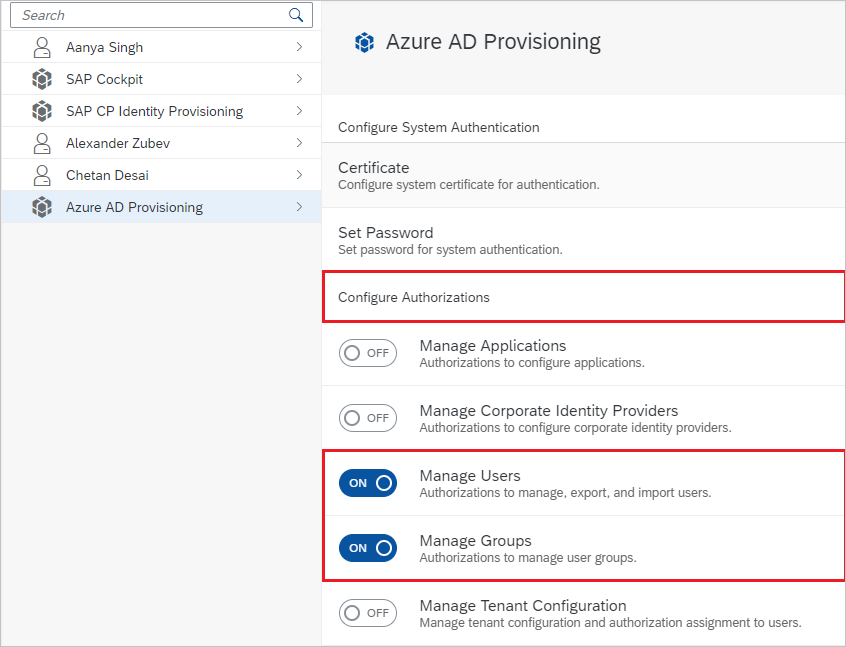 Search
Aanya Singh
SAP Cockpit
SAP CP Identity Provisioning
Alexander Zubev
Chetan Desai
Azure AD Provisioning
Azure AD Provisioning
Configure System Authentication
Certificate
Configure system certificate for authentication.
Set Password
Set password for system authentication.
Configure Authorizations
OFF
Manage Applications
Authorizations to configure applications.
OFF
Manage Corporate Identity Providers
Authorizations to configure corporate identity providers.
ON
Manage Users
Authorizations to manage, export, and import users.
ON
Manage Groups
Authorizations to manage user groups.
OFF
Manage Tenant Configuration
Manage tenant configuration and authorization assignment to users.